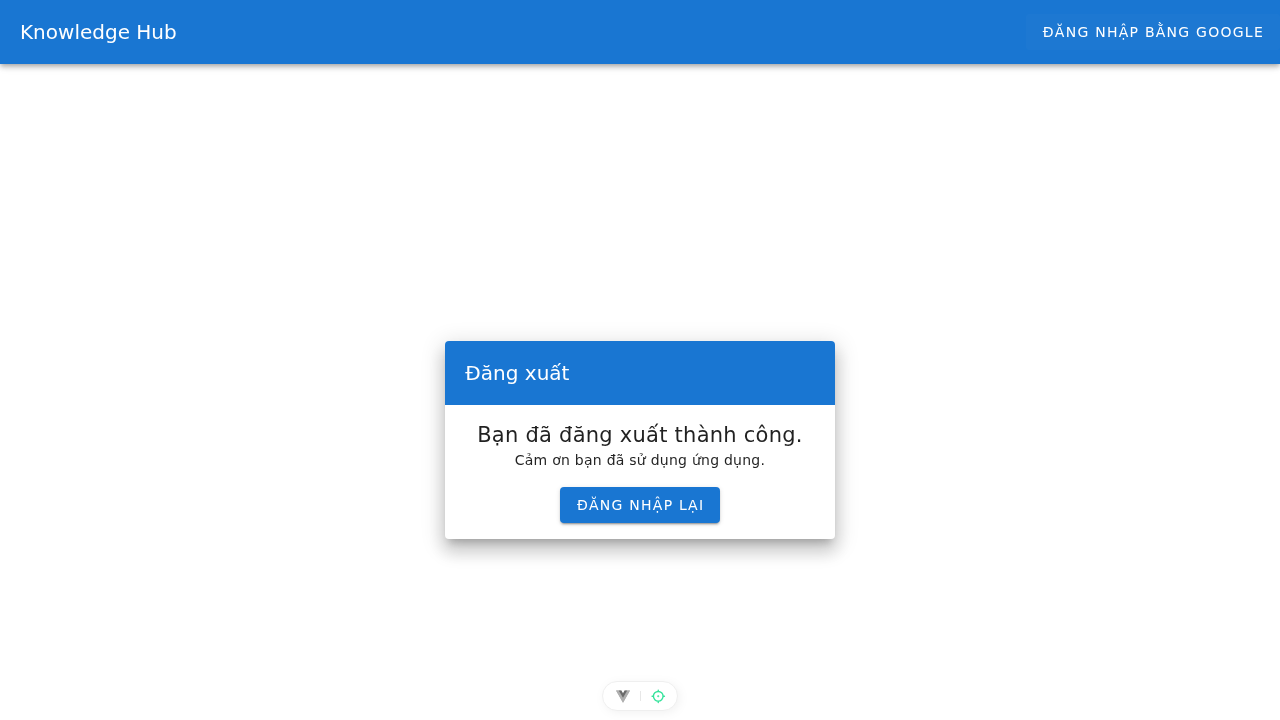 Knowledge Hub
ĐĂNG NHẬP BẰNG GOOGLE
Đăng xuất
Bạn đã đăng xuất thành công.
Cảm ơn bạn đã sử dụng ứng dụng.
ĐĂNG NHẬP LẠI